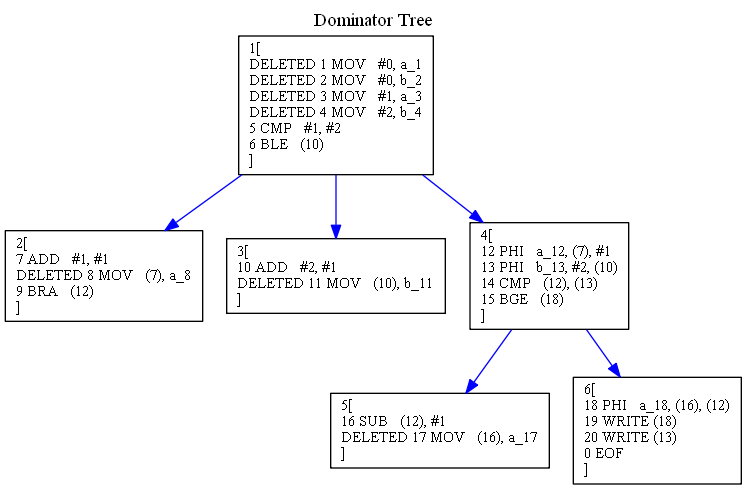 Dominator Tree
1[
DELETED 1 MOV   #0, a_1
DELETED 2 MOV   #0, b_2
DELETED 3 MOV   #1, a_3
DELETED 4 MOV   #2, b_4
5 CMP   #1, #2
6 BLE   (10)
]
2[
7 ADD   #1, #1
DELETED 8 MOV   (7), a_8
9 BRA   (12)
]
3[
10 ADD   #2, #1
DELETED 11 MOV   (10), b_11
]
4[
12 PHI   a_12, (7), #1
13 PHI   b_13, #2, (10)
14 CMP   (12), (13)
15 BGE   (18)
]
5[
16 SUB   (12), #1
DELETED 17 MOV   (16), a_17
]
6[
18 PHI   a_18, (16), (12)
19 WRITE (18)
20 WRITE (13)
0 EOF
]